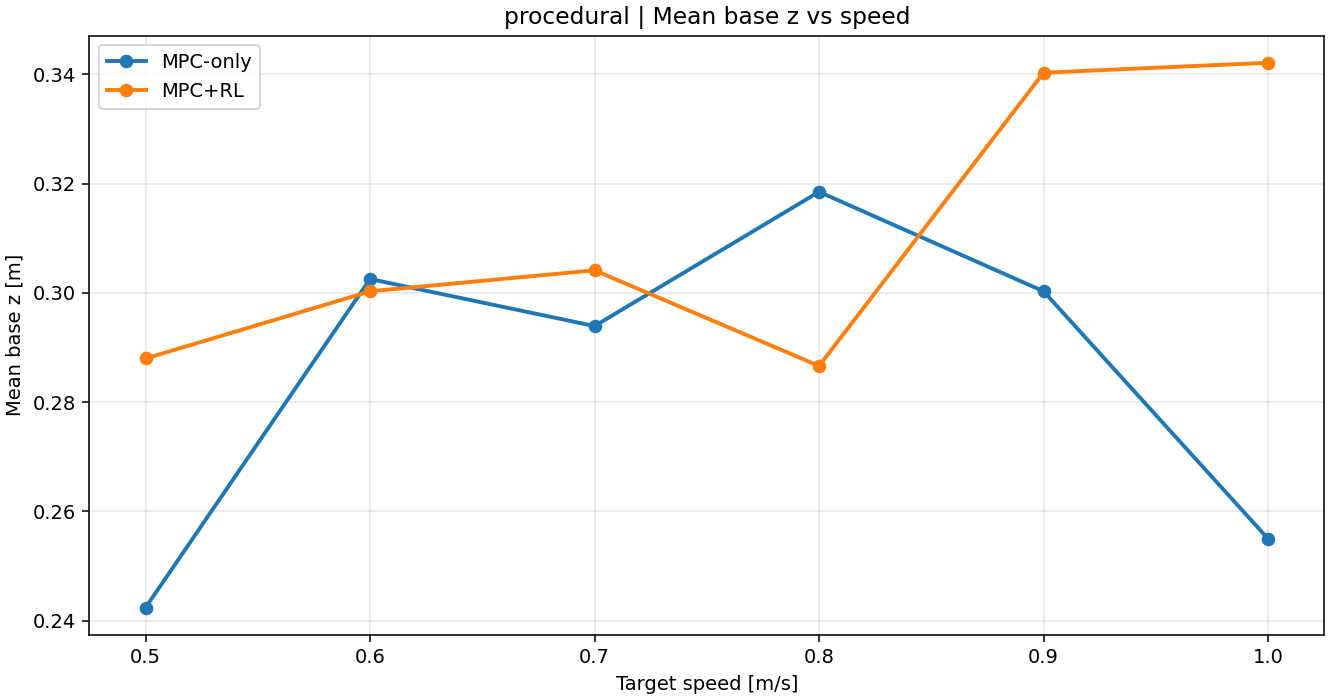 procedural | Mean base z vs speed
MPC-only
MPC+RL
Mean base z [m]
0.34
0.32
0.30
0.28
0.26
0.24
0.5
0.6
0.7
0.8
0.9
1.0
Target speed [m/s]